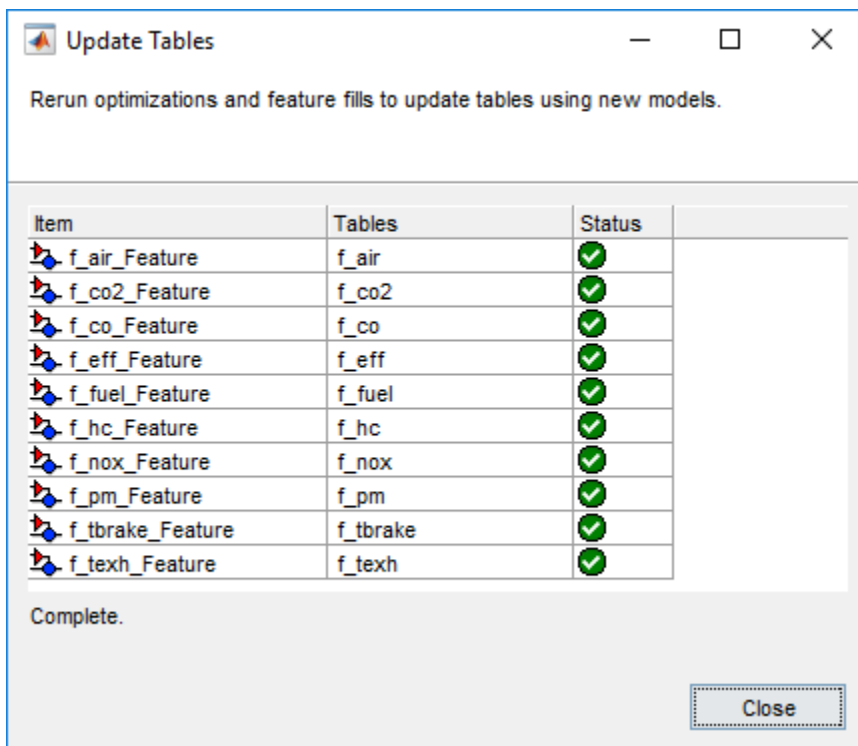 Update Tables
Rerun optimizations and feature fills to update tables using new models.
Item Tables Status
f_air_Feature f_air
f_co2_Feature f_co2
f_co_Feature f_co
f_eff_Feature f_eff
f_fuel_Feature f_fuel
f_hc_Feature f_hc
f_nox_Feature f_nox
f_pm_Feature f_pm
f_tbrake_Feature f_tbrake
f_texh_Feature f_texh
Complete.
Close